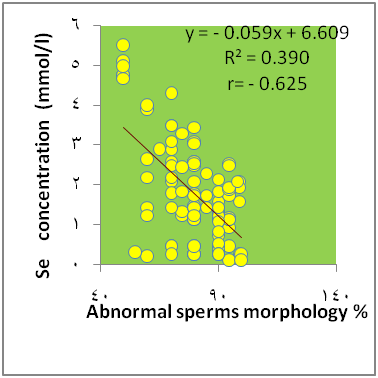 y = - 0.059x + 6.609
R² = 0.390
r= - 0.625
Se concentration (mmol/l)
٦
٥
٤
٣
٢
١
٠
٤٠ ٩٠ ١٤٠
Abnormal sperms morphology %